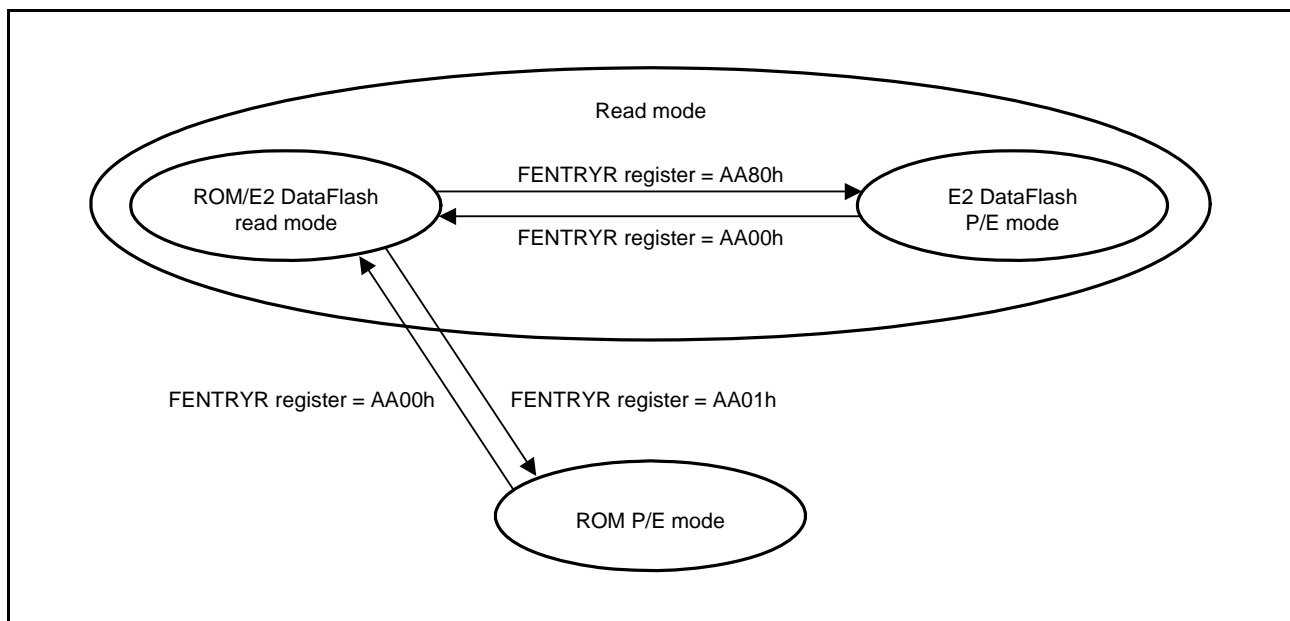 Read mode
ROM/E2 DataFlash
read mode
FENTRYR register = AA80h
FENTRYR register = AA00h
E2 DataFlash
P/E mode
FENTRYR register = AA00h
FENTRYR register = AA01h
ROM P/E mode